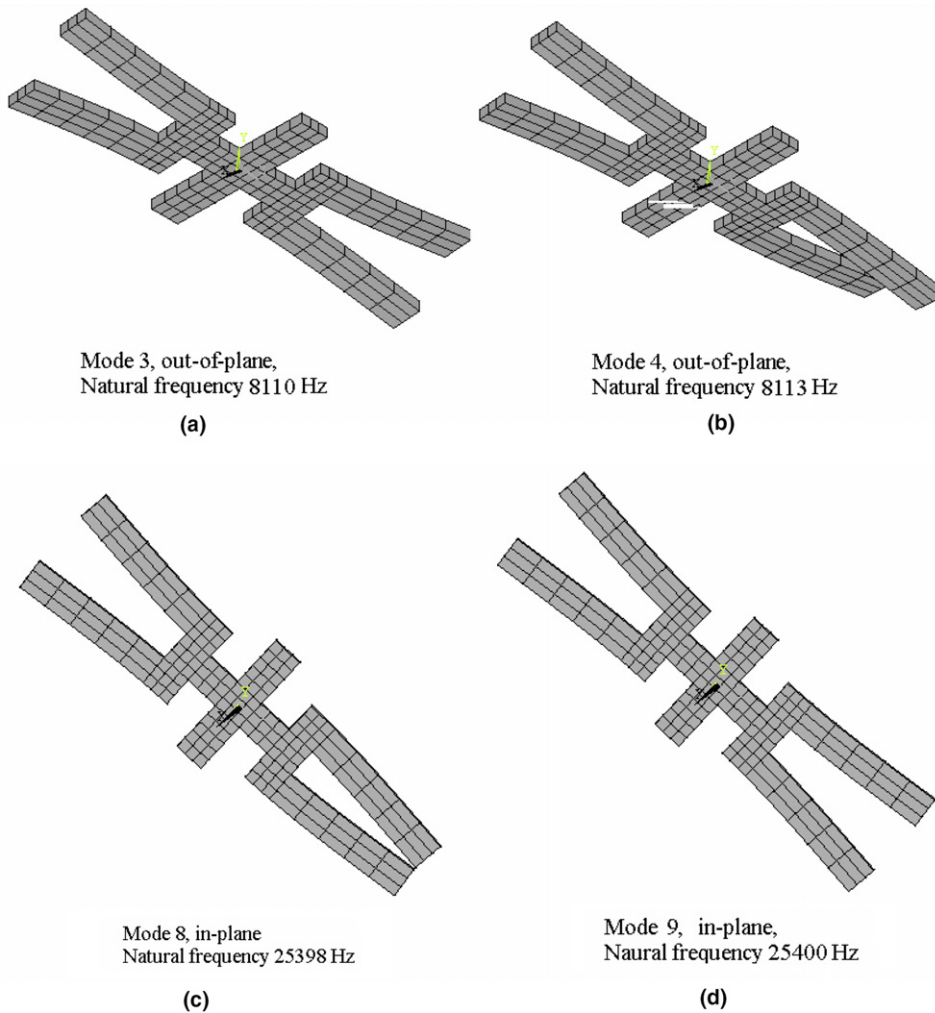 Y
Y
Mode 3, out-of-plane,
Natural frequency 8110 Hz
(a)
Mode 4, out-of-plane,
Natural frequency 8113 Hz
(b)
Mode 8, in-plane
Natural frequency 25398 Hz
(c)
Mode 9, in-plane,
Naural frequency 25400 Hz
(d)